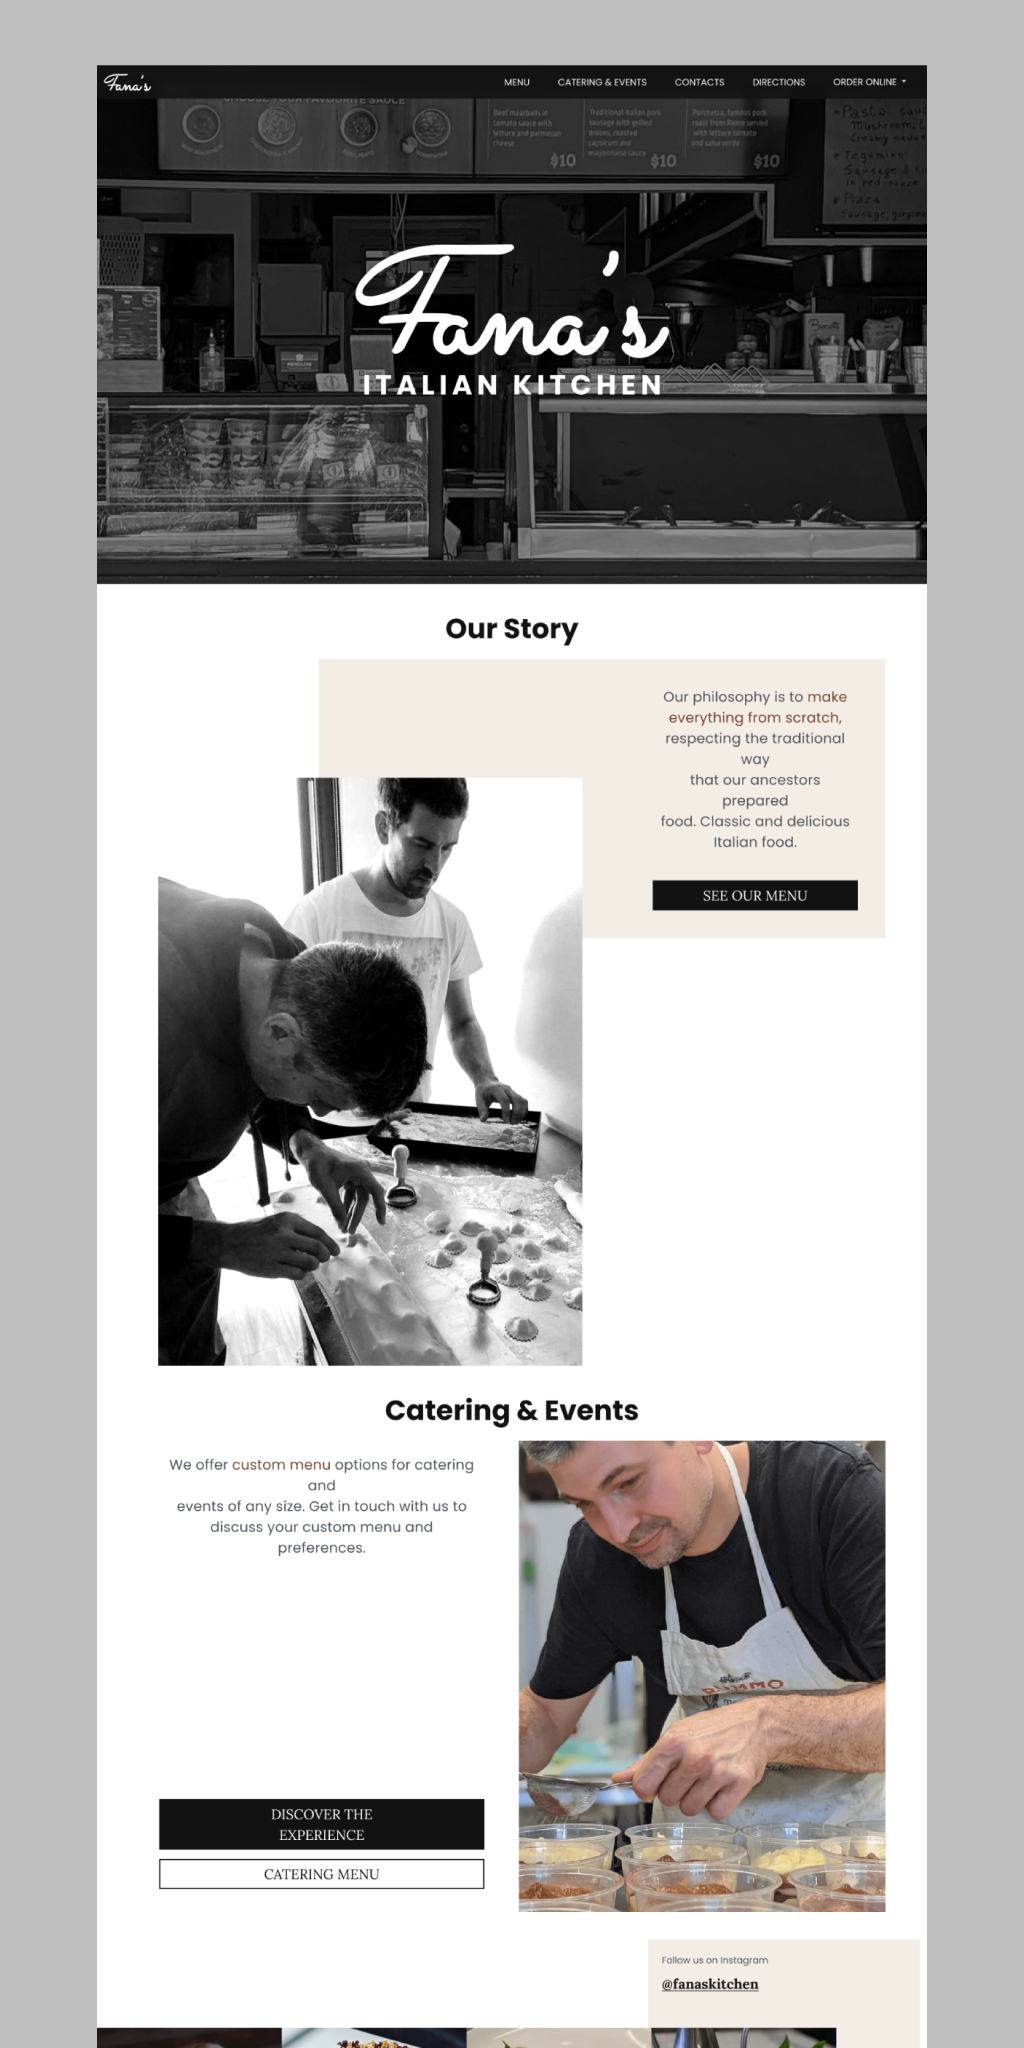 Fana's
MENU
CATERING & EVENTS
CONTACTS
DIRECTIONS
ORDER ONLINE
CHOOSE YOUR FAVOURITE SAUCE
Beef meatballs in
tomato sauce with
lettuce and parmesan
cheese
$10
Traditional Italian pork
sausage with grilled
onions, roasted
capsicum and
mayonnaise sauce
$10
Porchetta, famous pork
roast from Rome served
with lettuce tomato
and salsa verde
$10
Pasta
Mushroom,
Creamy
Tegamini
Sausage &
in red sauce
Pizza
Sausage,
Fana's
ITALIAN KITCHEN
Our Story
Our philosophy is to make
everything from scratch,
respecting the traditional
way
that our ancestors
prepared
food. Classic and delicious
Italian food.
SEE OUR MENU
Catering & Events
We offer custom menu options for catering
and
events of any size. Get in touch with us to
discuss your custom menu and
preferences.
RUMMO
DISCOVER THE
EXPERIENCE
CATERING MENU
Follow us on Instagram
@fanaskitchen